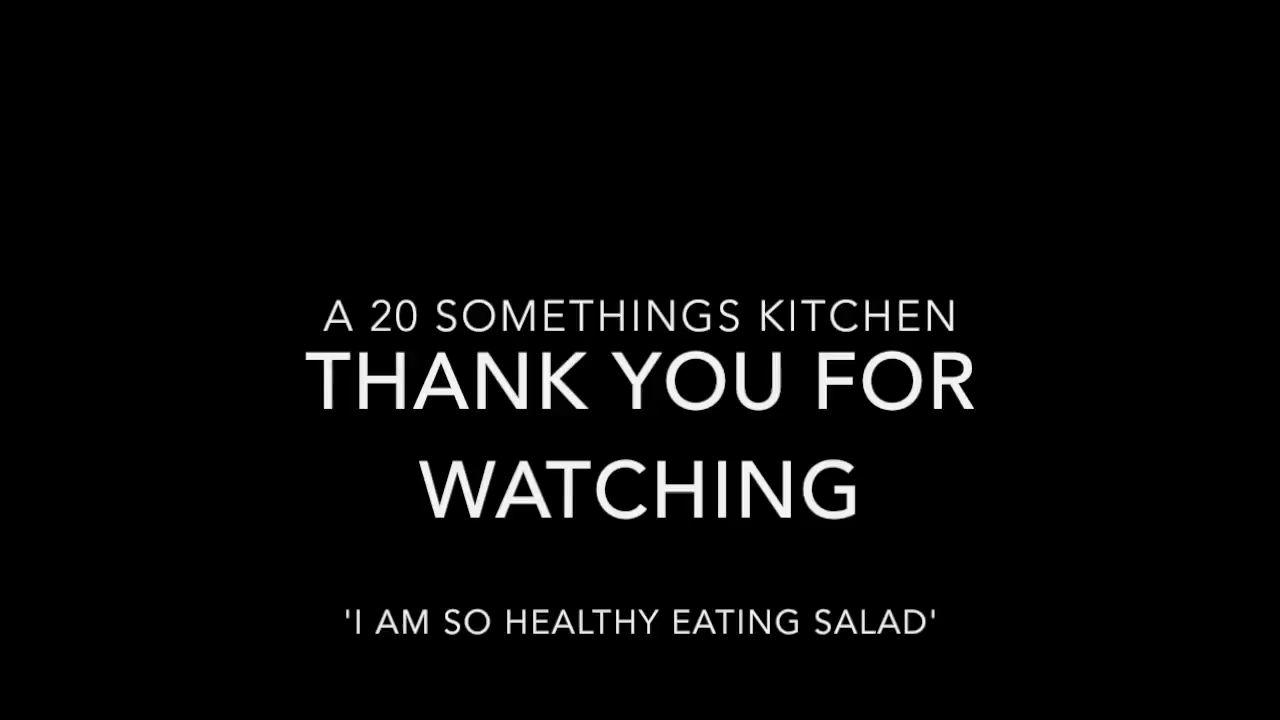 A 20 SOMETHINGS KITCHEN
THANK YOU FOR
WATCHING
'I AM SO HEALTHY EATING SALAD'